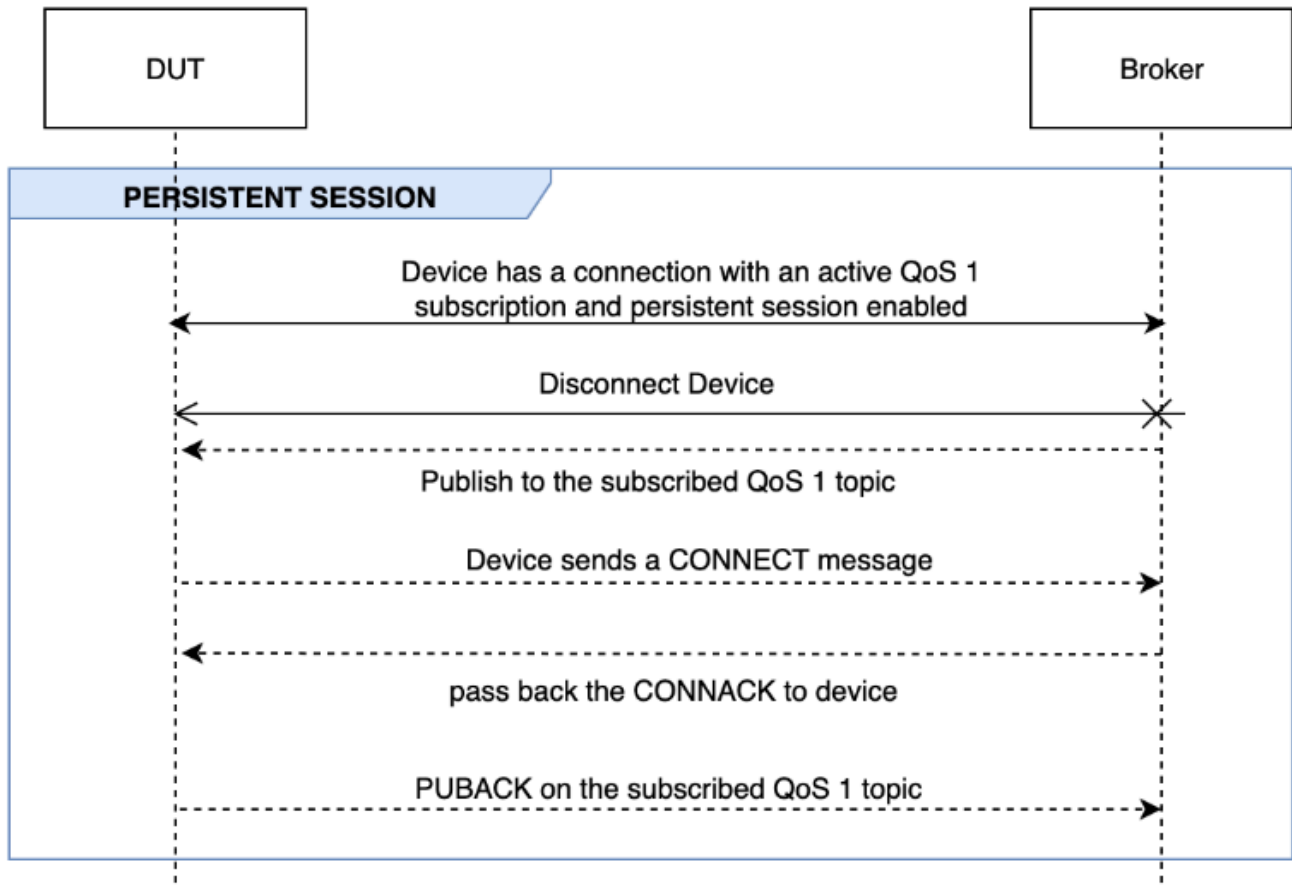 DUT
Broker
PERSISTENT SESSION
Device has a connection with an active QoS 1
subscription and persistent session enabled
Disconnect Device
Publish to the subscribed QoS 1 topic
Device sends a CONNECT message
pass back the CONNACK to device
PUBACK on the subscribed QoS 1 topic